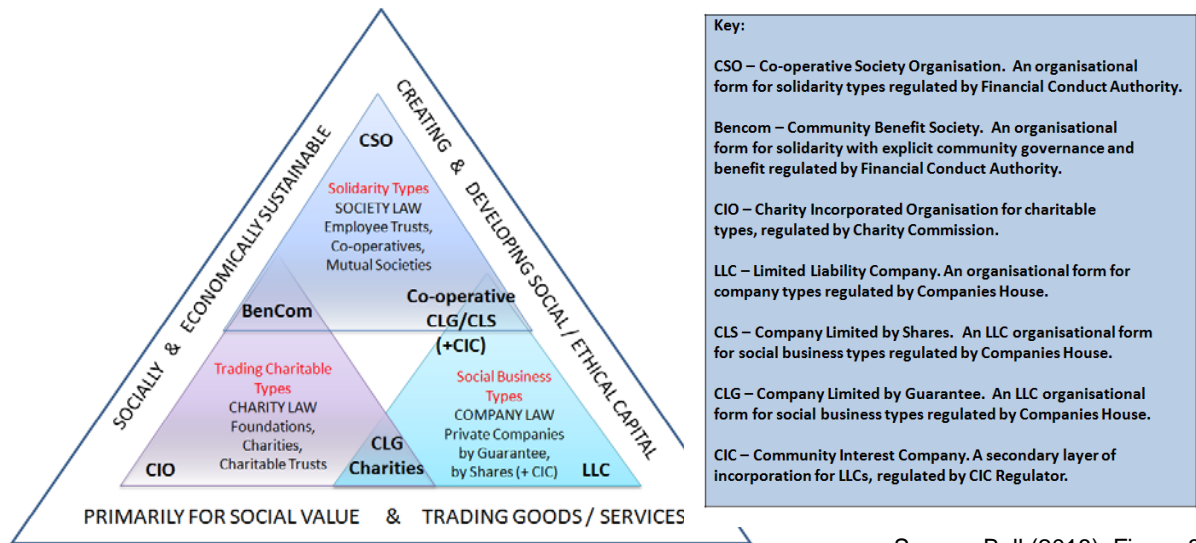 SOCIALLY & ECONOMICALLY SUSTAINABLE
CREATING & DEVELOPING SOCIAL / ETHICAL CAPITAL
CSO
Solidarity Types
SOCIETY LAW
Employee Trusts,
Co-operatives,
Mutual Societies
BenCom
Co-operative
CLG/CLS
(+CIC)
Trading Charitable
Types
CHARITY LAW
Foundations,
Charities,
Charitable Trusts
CIO
CLG
Charities
Social Business
Types
COMPANY LAW
Private Companies
by Guarantee,
by Shares (+ CIC)
LLC
PRIMARILY FOR SOCIAL VALUE & TRADING GOODS / SERVICES
Key:
CSO – Co-operative Society Organisation. An organisational
form for solidarity types regulated by Financial Conduct Authority.
Bencom – Community Benefit Society. An organisational
form for solidarity with explicit community governance and
benefit regulated by Financial Conduct Authority.
CIO – Charity Incorporated Organisation for charitable
types, regulated by Charity Commission.
LLC – Limited Liability Company. An organisational form for
company types regulated by Companies House.
CLS – Company Limited by Shares. An LLC organisational form
for social business types regulated by Companies House.
CLG – Company Limited by Guarantee. An LLC organisational
form for social business types regulated by Companies House.
CIC – Community Interest Company. A secondary layer of
incorporation for LLCs, regulated by CIC Regulator.